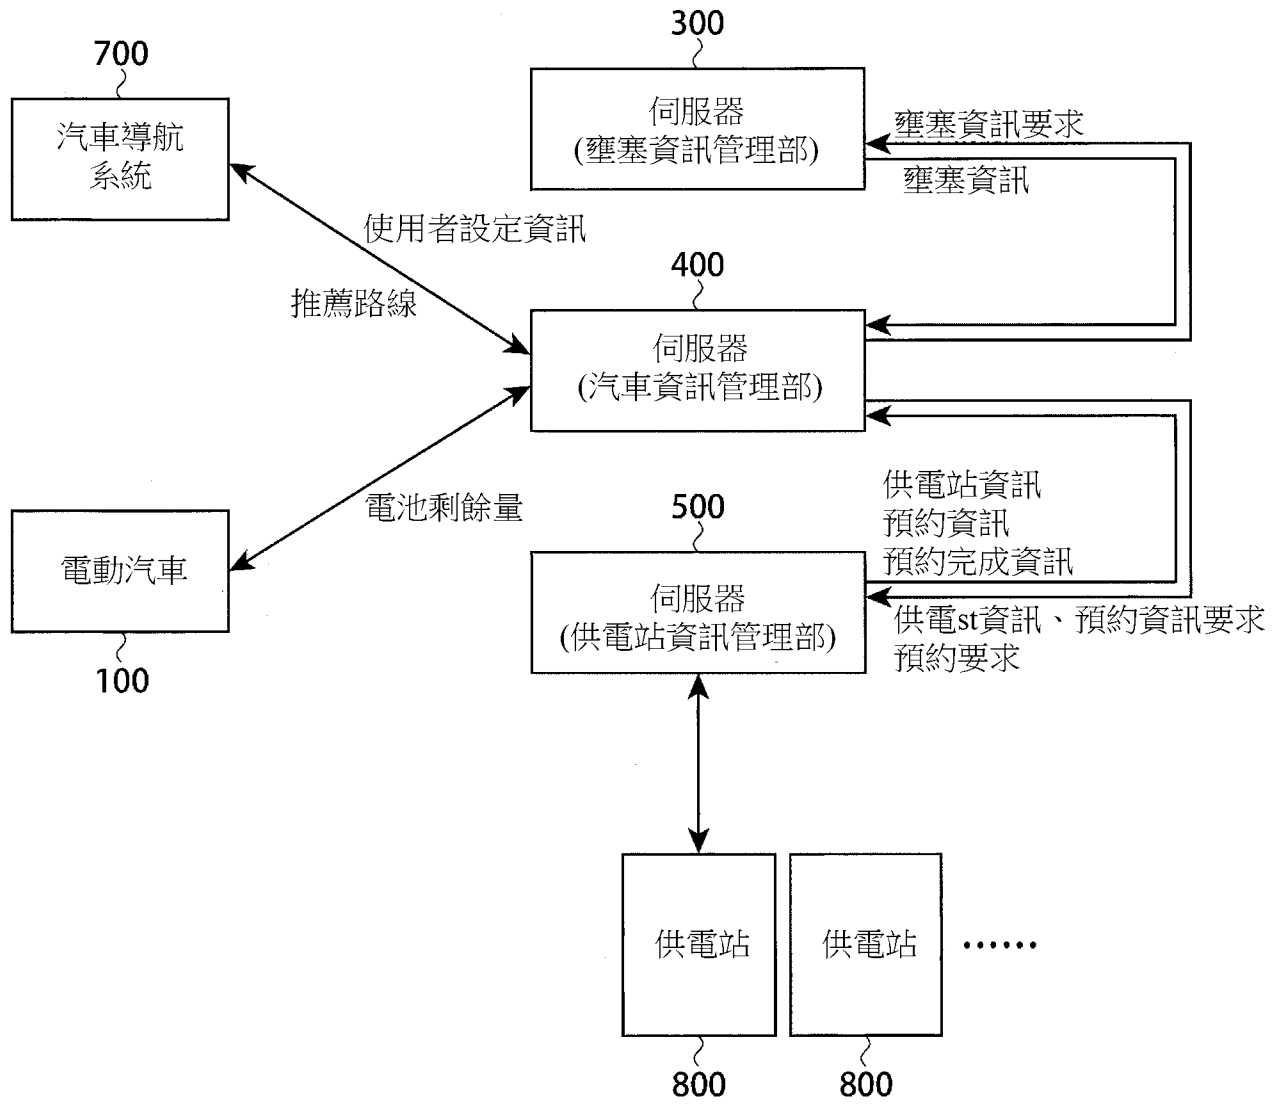 300
700
伺服器
(壅塞資訊管理部)
汽車導航
系統
壅塞資訊要求
壅塞資訊
使用者設定資訊
推薦路線
400
伺服器
(汽車資訊管理部)
電池剩餘量
電動汽車
100
供電站資訊
預約資訊
預約完成資訊
500
伺服器
(供電站資訊管理部)
供電st資訊、預約資訊要求
預約要求
供電站
供電站
......
800
800